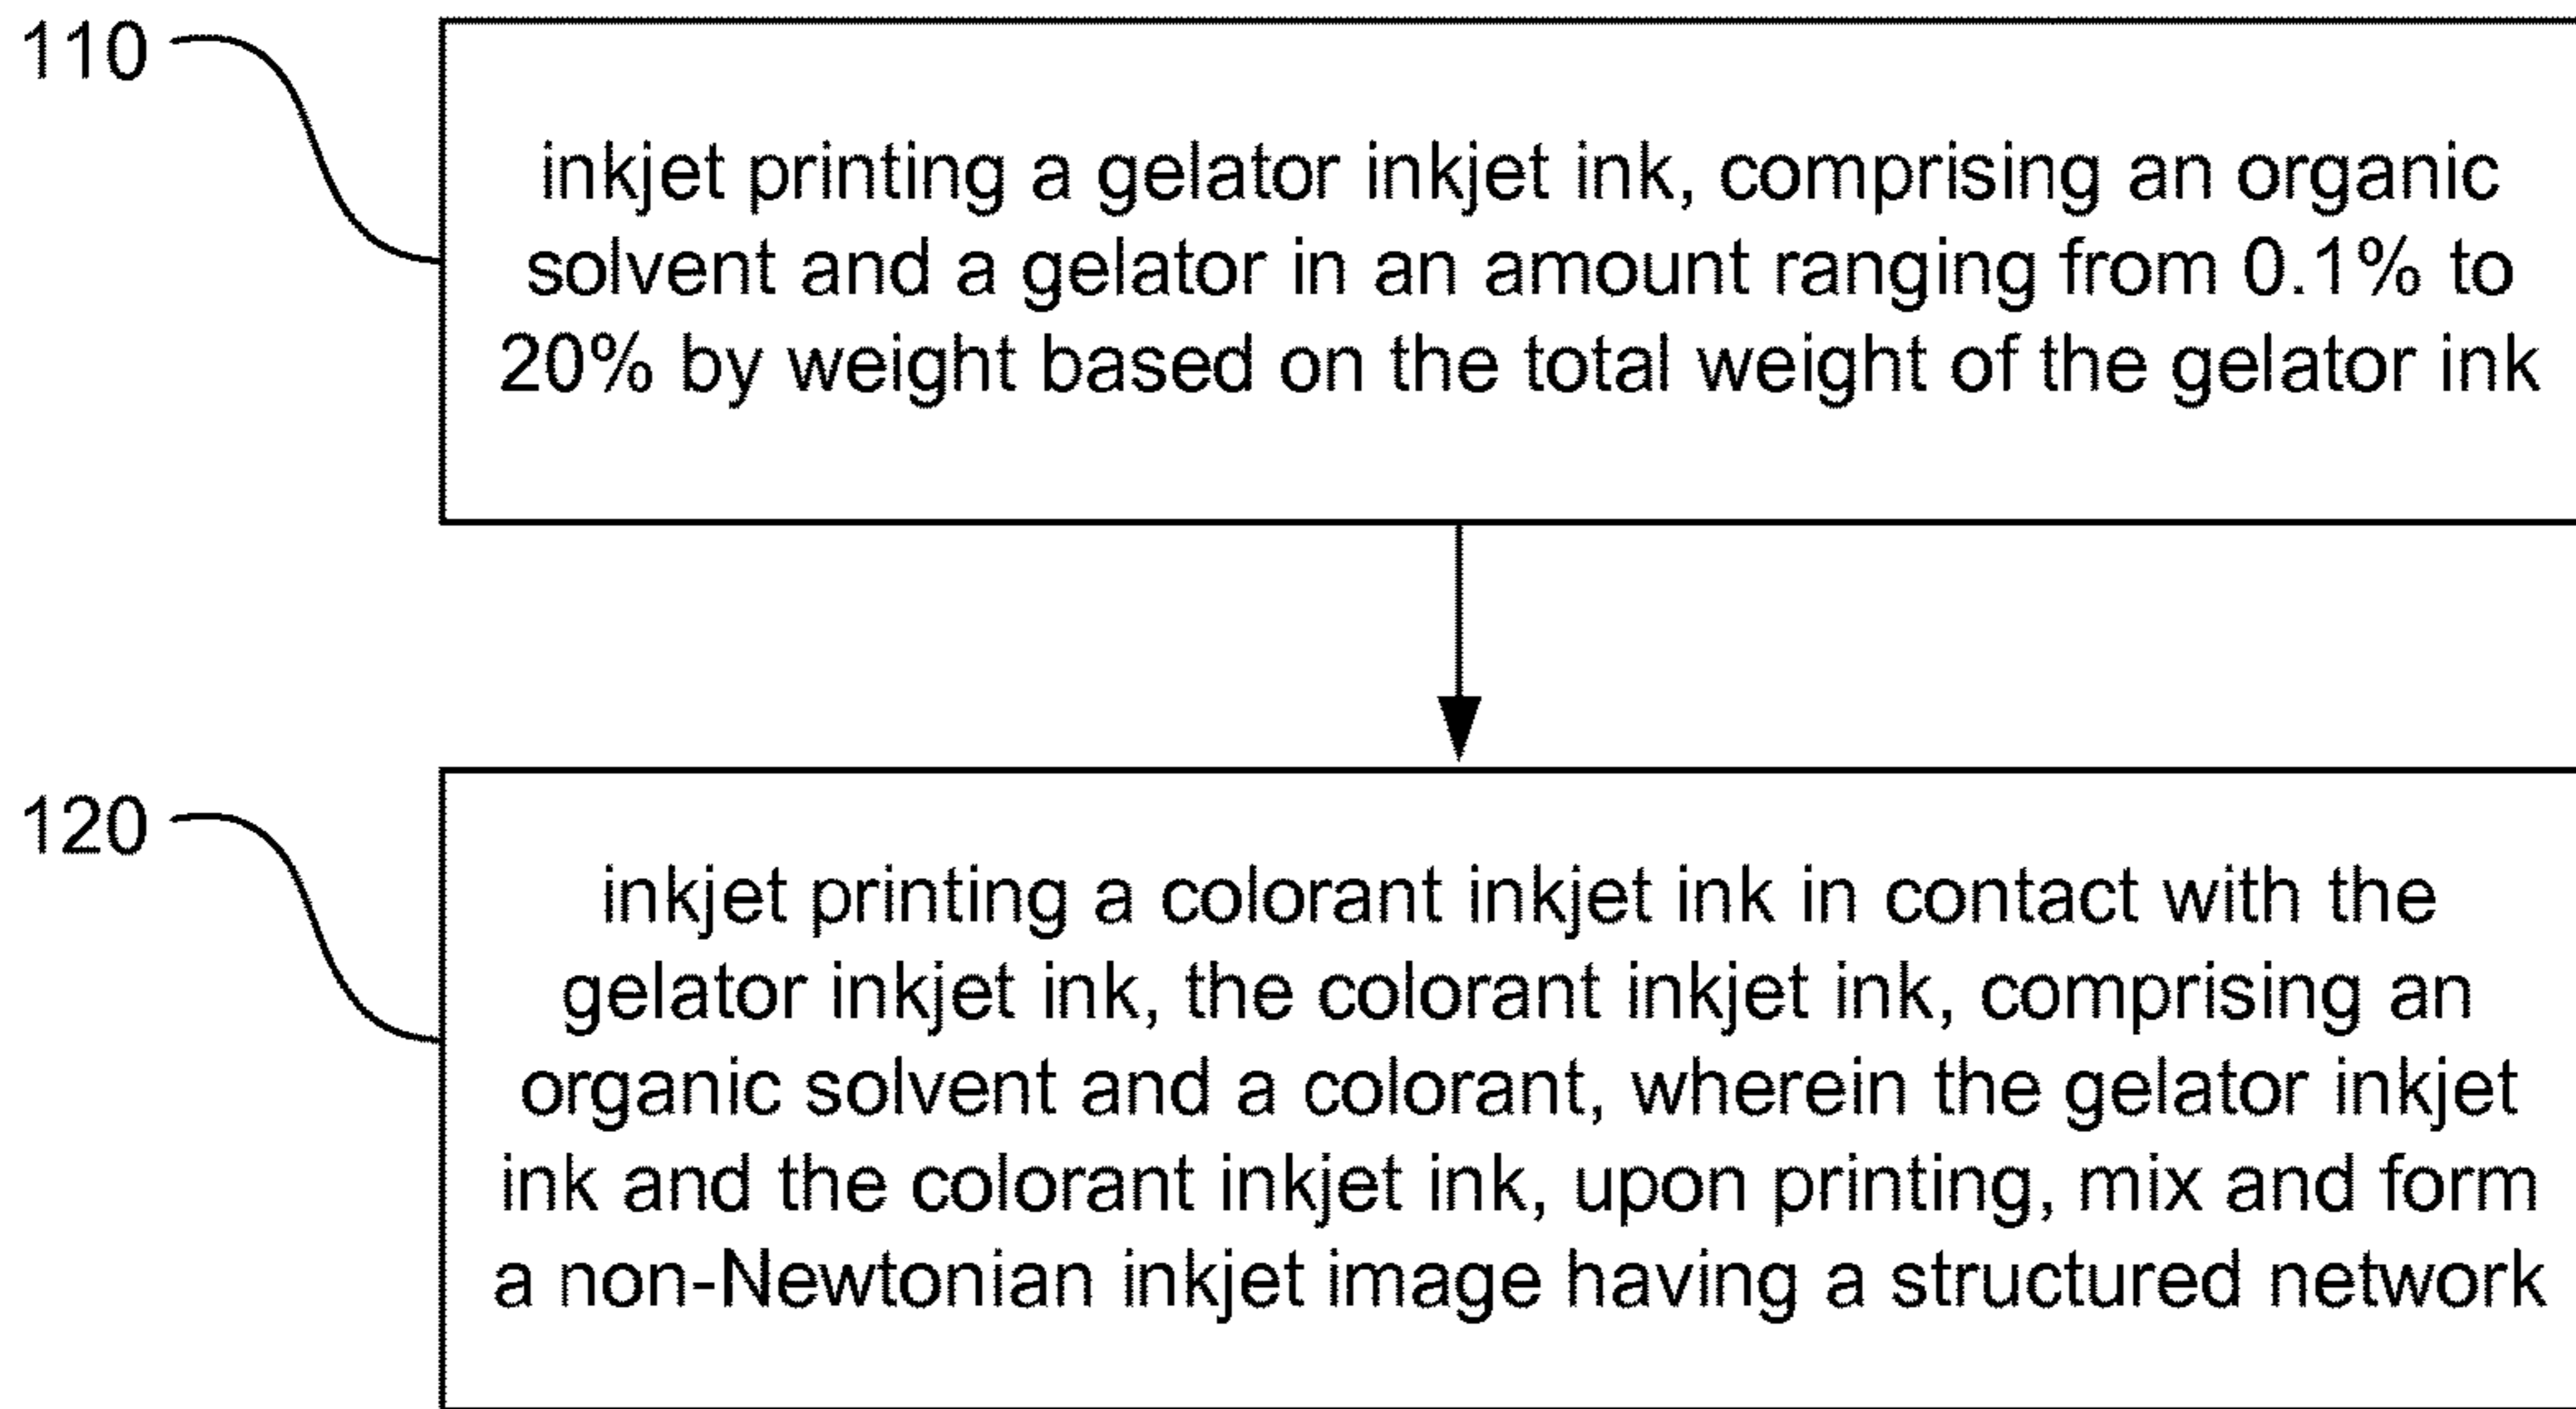 110
inkjet printing a gelator inkjet ink, comprising an organic
solvent and a gelator in an amount ranging from 0.1% to
20% by weight based on the total weight of the gelator ink
120
inkjet printing a colorant inkjet ink in contact with the
gelator inkjet ink, the colorant inkjet ink, comprising an
organic solvent and a colorant, wherein the gelator inkjet
ink and the colorant inkjet ink, upon printing, mix and form
a non-Newtonian inkjet image having a structured network